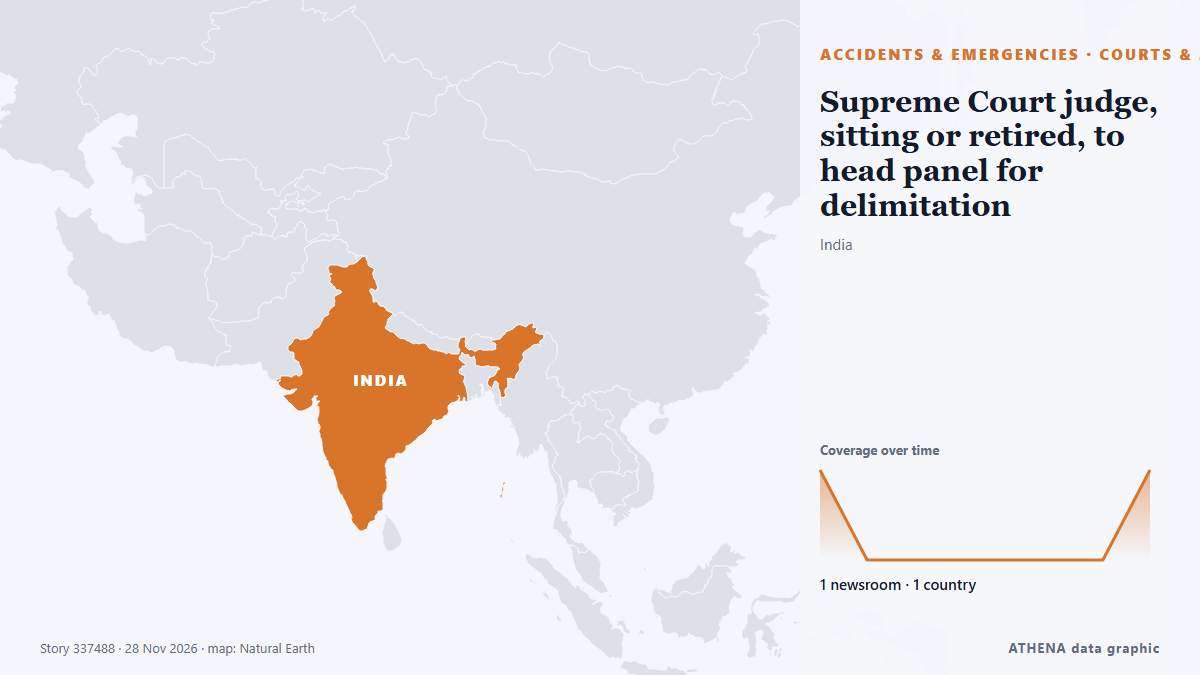 ACCIDENTS & EMERGENCIES · COURTS &
Supreme Court judge,
sitting or retired, to
head panel for
delimitation
India
INDIA
Coverage over time
1 newsroom · 1 country
Story 337488 · 28 Nov 2026 · map: Natural Earth
ATHENA data graphic